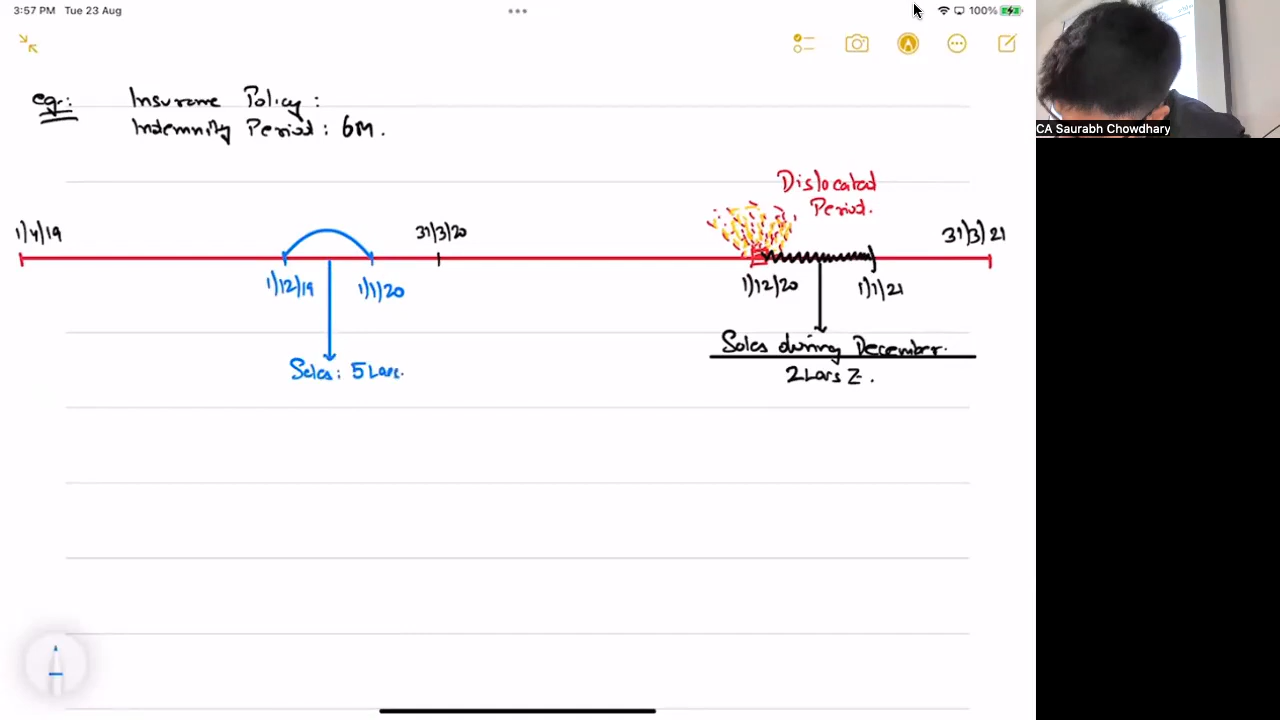 3:57 PM Tue 23 Aug
100%
CA Saurabh Chowdhary
eg:
Insurance Policy:
Indemnity Period: 6M.
Dislocated
Period.
1/4/19
31/3/20
31/3/21
1/12/19
1/1/20
1/12/20
1/1/21
Sales during December.
Sales: 5 Lacs.
2 Lacs